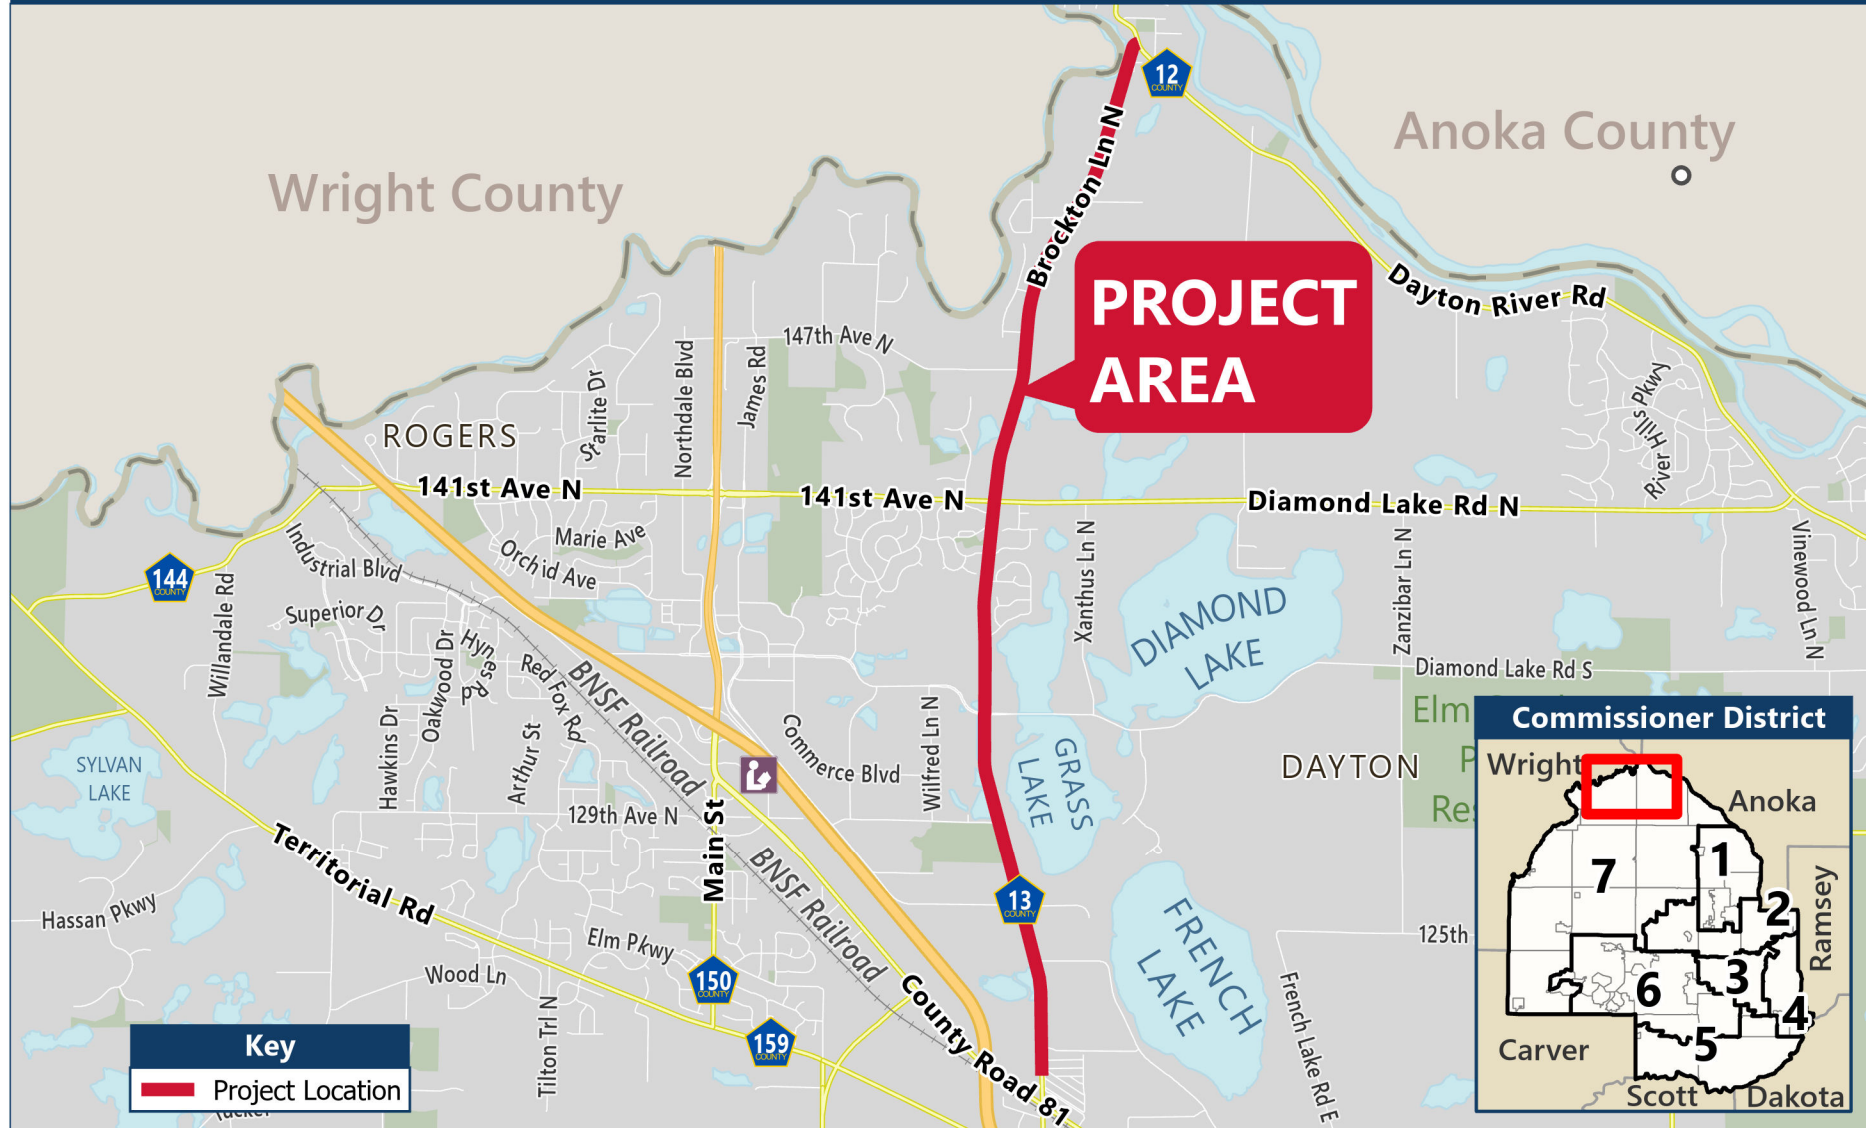 12
COUNTY
Anoka County
Wright County
Brockton Ln N
PROJECT
AREA
Dayton River Rd
147th Ave N
Northdale Blvd
James Rd
Starlite Dr
River Hills Pkwy
ROGERS
141st Ave N
141st Ave N
Diamond Lake Rd N
Marie Ave
Orchid Ave
Industrial Blvd
144
COUNTY
Willandale Rd
Superior Dr
Hynes Rd
Oakwood Dr
Red Fox Rd
Xanthus Ln N
DIAMOND
LAKE
Zanzibar Ln N
Vinewood Ln N
Diamond Lake Rd S
BNSF Railroad
Hawkins Dr
Arthur St
Commerce Blvd
Wilfred Ln N
GRASS
LAKE
DAYTON
Elm
P
Res
SYLVAN
LAKE
129th Ave N
Main St
BNSF Railroad
Territorial Rd
13
COUNTY
Hassan Pkwy
Elm Pkwy
Wood Ln
150
COUNTY
FRENCH
LAKE
125th
French Lake Rd E
Tilton Trl N
159
COUNTY
County Road 81
Key
Project Location
Commissioner District
Wright
Anoka
7
1
2
Ramsey
6
3
4
5
Carver
Scott
Dakota